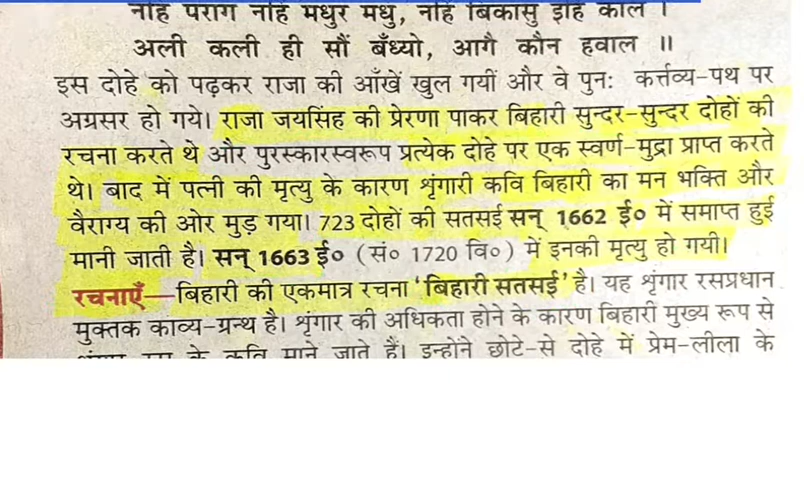 नहिं पराग नहिं मधुर मधु, नहिं बिकासु इहिं काल ।
अली कली ही सौं बँध्यो, आगै कौन हवाल ॥
इस दोहे को पढ़कर राजा की आँखें खुल गयीं और वे पुनः कर्त्तव्य-पथ पर
अग्रसर हो गये। राजा जयसिंह की प्रेरणा पाकर बिहारी सुन्दर-सुन्दर दोहों की
रचना करते थे और पुरस्कारस्वरूप प्रत्येक दोहे पर एक स्वर्ण-मुद्रा प्राप्त करते
थे। बाद में पत्नी की मृत्यु के कारण शृंगारी कवि बिहारी का मन भक्ति और
वैराग्य की ओर मुड़ गया। 723 दोहों की सतसई सन् 1662 ई० में समाप्त हुई
मानी जाती है। सन् 1663 ई० (सं० 1720 वि०) में इनकी मृत्यु हो गयी।
रचनाएँ—बिहारी की एकमात्र रचना 'बिहारी सतसई' है। यह शृंगार रसप्रधान
मुक्तक काव्य-ग्रन्थ है। शृंगार की अधिकता होने के कारण बिहारी मुख्य रूप से
शृंगार रस के कवि माने जाते हैं। इन्होंने छोटे-से दोहे में प्रेम-लीला के